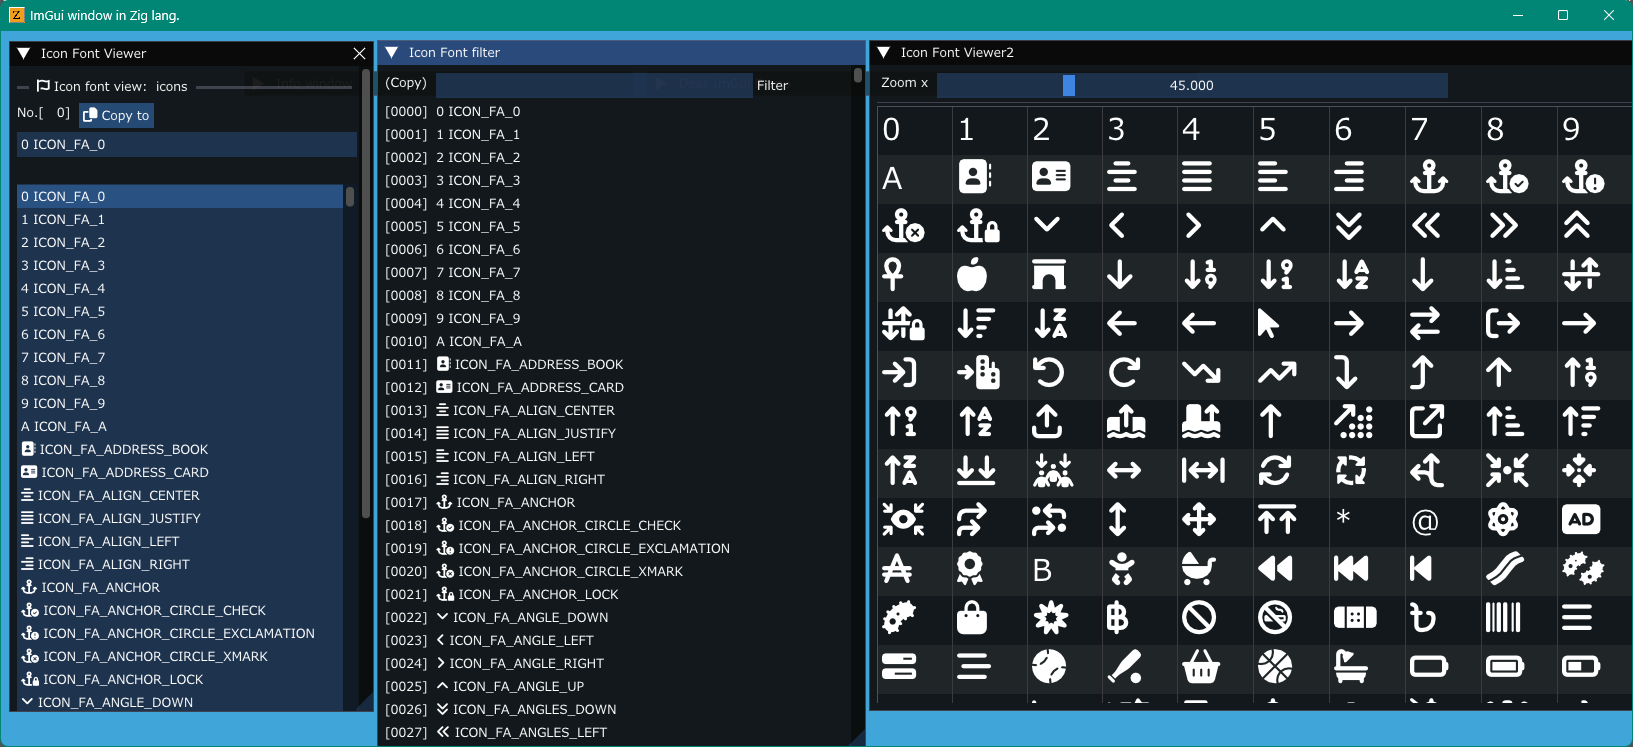 ImGui window in Zig lang.
Icon Font Viewer
Icon font view: icons
No.[ 0] Copy to
0 ICON_FA_0
0 ICON_FA_0
1 ICON_FA_1
2 ICON_FA_2
3 ICON_FA_3
4 ICON_FA_4
5 ICON_FA_5
6 ICON_FA_6
7 ICON_FA_7
8 ICON_FA_8
9 ICON_FA_9
A ICON_FA_A
ICON_FA_ADDRESS_BOOK
ICON_FA_ADDRESS_CARD
ICON_FA_ALIGN_CENTER
ICON_FA_ALIGN_JUSTIFY
ICON_FA_ALIGN_LEFT
ICON_FA_ALIGN_RIGHT
ICON_FA_ANCHOR
ICON_FA_ANCHOR_CIRCLE_CHECK
ICON_FA_ANCHOR_CIRCLE_EXCLAMATION
ICON_FA_ANCHOR_CIRCLE_XMARK
ICON_FA_ANCHOR_LOCK
ICON_FA_ANGLE_DOWN
Icon Font filter
(Copy) Filter
[0000] 0 ICON_FA_0
[0001] 1 ICON_FA_1
[0002] 2 ICON_FA_2
[0003] 3 ICON_FA_3
[0004] 4 ICON_FA_4
[0005] 5 ICON_FA_5
[0006] 6 ICON_FA_6
[0007] 7 ICON_FA_7
[0008] 8 ICON_FA_8
[0009] 9 ICON_FA_9
[0010] A ICON_FA_A
[0011] ICON_FA_ADDRESS_BOOK
[0012] ICON_FA_ADDRESS_CARD
[0013] ICON_FA_ALIGN_CENTER
[0014] ICON_FA_ALIGN_JUSTIFY
[0015] ICON_FA_ALIGN_LEFT
[0016] ICON_FA_ALIGN_RIGHT
[0017] ICON_FA_ANCHOR
[0018] ICON_FA_ANCHOR_CIRCLE_CHECK
[0019] ICON_FA_ANCHOR_CIRCLE_EXCLAMATION
[0020] ICON_FA_ANCHOR_CIRCLE_XMARK
[0021] ICON_FA_ANCHOR_LOCK
[0022] ICON_FA_ANGLE_DOWN
[0023] ICON_FA_ANGLE_LEFT
[0024] ICON_FA_ANGLE_RIGHT
[0025] ICON_FA_ANGLE_UP
[0026] ICON_FA_ANGLES_DOWN
[0027] ICON_FA_ANGLES_LEFT
Icon Font Viewer2
Zoom x 45.000
0 1 2 3 4 5 6 7 8 9
A
* @ AD
B